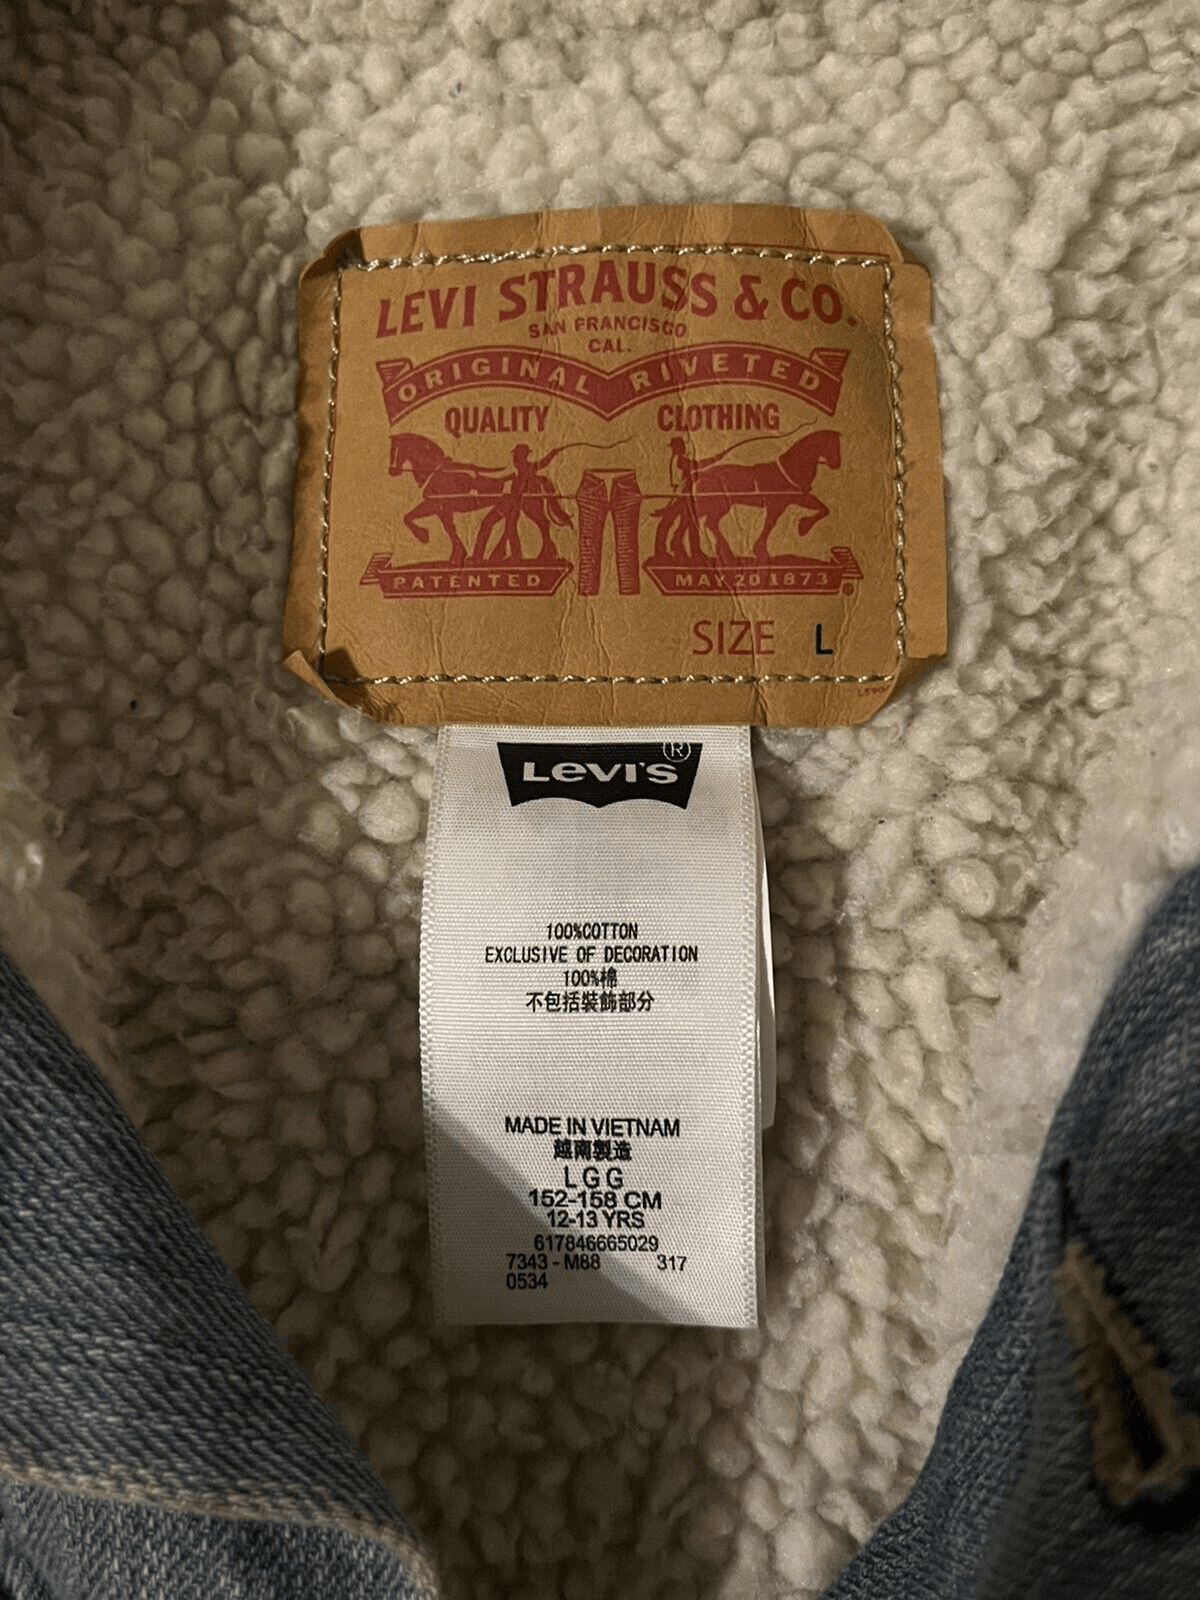 LEVI STRAUSS & CO.
SAN FRANCISCO
CAL.
ORIGINAL RIVETED
QUALITY CLOTHING
PATENTED MAY 20 1873 ®
SIZE L
LEVI'S ®
100%COTTON
EXCLUSIVE OF DECORATION
100%棉
不包括裝飾部分
MADE IN VIETNAM
越南製造
L G G
152-158 CM
12-13 YRS
617846665029
7343 - M88 317
0534